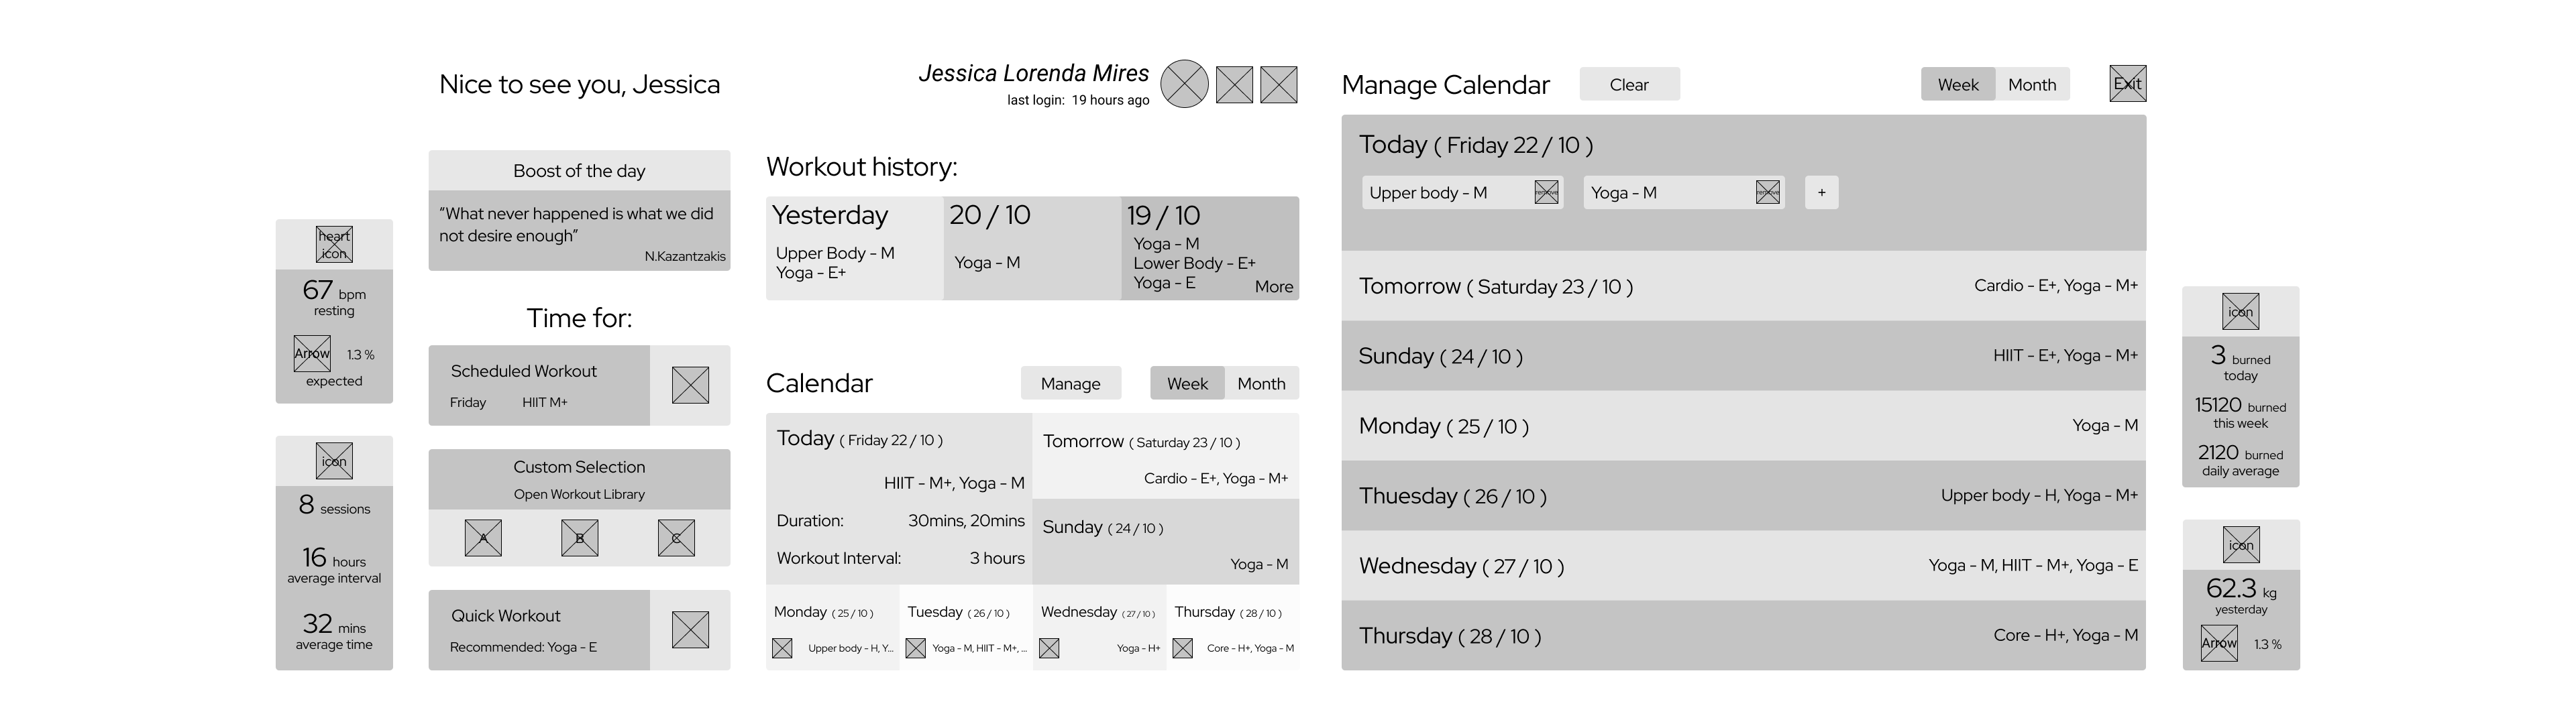 Nice to see you, Jessica
Jessica Lorenda Mires
last login: 19 hours ago
heart
icon
67 bpm
resting
Arrow 1.3 %
expected
icon
8 sessions
16 hours
average interval
32 mins
average time
Boost of the day
“What never happened is what we did
not desire enough”
N.Kazantzakis
Time for:
Scheduled Workout
Friday HIIT M+
Custom Selection
Open Workout Library
A B C
Quick Workout
Recommended: Yoga - E
Workout history:
Yesterday
Upper Body - M
Yoga - E+
20 / 10
Yoga - M
19 / 10
Yoga - M
Lower Body - E+
Yoga - E
More
Calendar Manage Week Month
Today ( Friday 22 / 10 )
HIIT - M+, Yoga - M
Duration: 30mins, 20mins
Workout Interval: 3 hours
Tomorrow ( Saturday 23 / 10 )
Cardio - E+, Yoga - M+
Sunday ( 24 / 10 )
Yoga - M
Monday ( 25 / 10 )
Upper body - H, Y...
Tuesday ( 26 / 10 )
Yoga - M, HIIT - M+, ...
Wednesday ( 27 / 10 )
Yoga - H+
Thursday ( 28 / 10 )
Core - H+, Yoga - M
Manage Calendar Clear Week Month Exit
Today ( Friday 22 / 10 )
Upper body - M remove Yoga - M remove +
Tomorrow ( Saturday 23 / 10 ) Cardio - E+, Yoga - M+
Sunday ( 24 / 10 ) HIIT - E+, Yoga - M+
Monday ( 25 / 10 ) Yoga - M
Thuesday ( 26 / 10 ) Upper body - H, Yoga - M+
Wednesday ( 27 / 10 ) Yoga - M, HIIT - M+, Yoga - E
Thursday ( 28 / 10 ) Core - H+, Yoga - M
icon
3 burned
today
15120 burned
this week
2120 burned
daily average
icon
62.3 kg
yesterday
Arrow 1.3 %